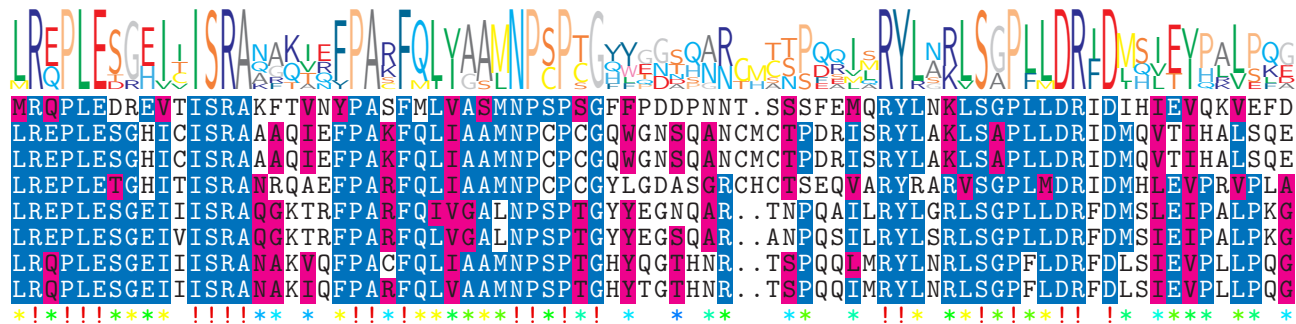 MRQPLEDREVTISRAKFTVNYPASFMLVASMNPSPSGFFPDDPNNT.SSSFEMQRYLNKLSGPLLDRIDIHIEVQKVEFD
LREPLESGHICISRAAAQIEFPAKFQLIAAMNPCPCGQWGNSQANCMCTPDRISRYLAKLSAPLLDRIDMQVTIHALSQE
LREPLESGHICISRAAAQIEFPAKFQLIAAMNPCPCGQWGNSQANCMCTPDRISRYLAKLSAPLLDRIDMQVTIHALSQE
LREPLETGHITISRANRQAEFPARFQLIAAMNPCPCGYLGDASGRCHCTSEQVARYRARVSGPLMDRIDMHLEVPRVPLA
LREPLESGEIIISRAQGKTRFPARFQIVGALNPSPTGYYEGNQAR..TNPQAILRYLGRLSGPLLDRFDMSLEIPALPKG
LREPLESGEIVISRAQGKTRFPARFQLVGALNPSPTGYYEGSQAR..ANPQSILRYLSRLSGPLLDRFDMSIEIPALPKG
LRQPLESGEIIISRANAKVQFPACFQLIAAMNPSPTGHYQGTHNR..TSPQQLMRYLNRLSGPFLDRFDLSIEVPLLPQG
LRQPLESGEIIISRANAKIQFPARFQLVAAMNPSPTGHYTGTHNR..TSPQQIMRYLNRLSGPFLDRFDLSIEVPLLPQG